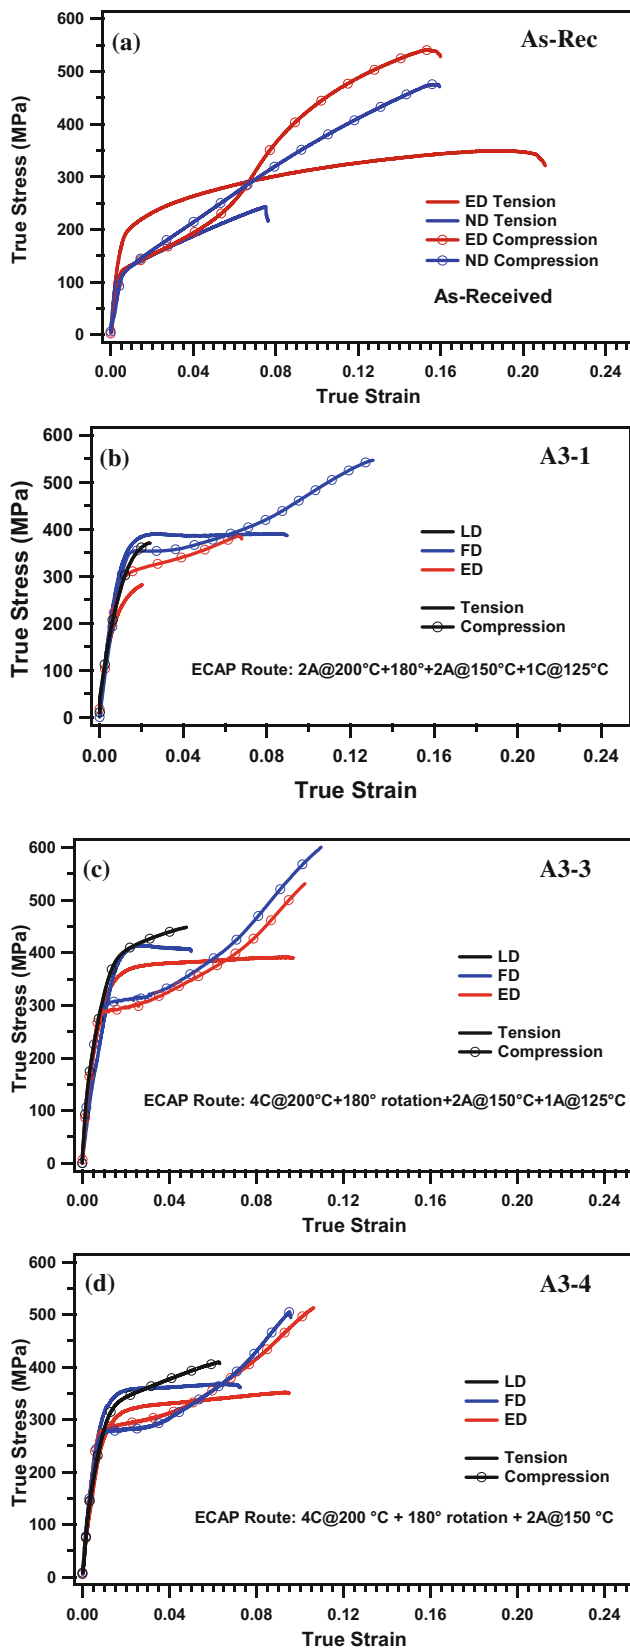 (a)
As-Rec
True Stress (MPa)
600
500
400
300
200
100
0
ED Tension
ND Tension
ED Compression
ND Compression
As-Received
0.00
0.04
0.08
0.12
0.16
0.20
0.24
True Strain
(b)
A3-1
True Stress (MPa)
600
500
400
300
200
100
0
LD
FD
ED
Tension
Compression
ECAP Route: 2A@200°C+180°+2A@150°C+1C@125°C
0.00
0.04
0.08
0.12
0.16
0.20
0.24
True Strain
(c)
A3-3
True Stress (MPa)
600
500
400
300
200
100
0
LD
FD
ED
Tension
Compression
ECAP Route: 4C@200°C+180° rotation+2A@150°C+1A@125°C
0.00
0.04
0.08
0.12
0.16
0.20
0.24
True Strain
(d)
A3-4
True Stress (MPa)
600
500
400
300
200
100
0
LD
FD
ED
Tension
Compression
ECAP Route: 4C@200 °C + 180° rotation + 2A@150 °C
0.00
0.04
0.08
0.12
0.16
0.20
0.24
True Strain